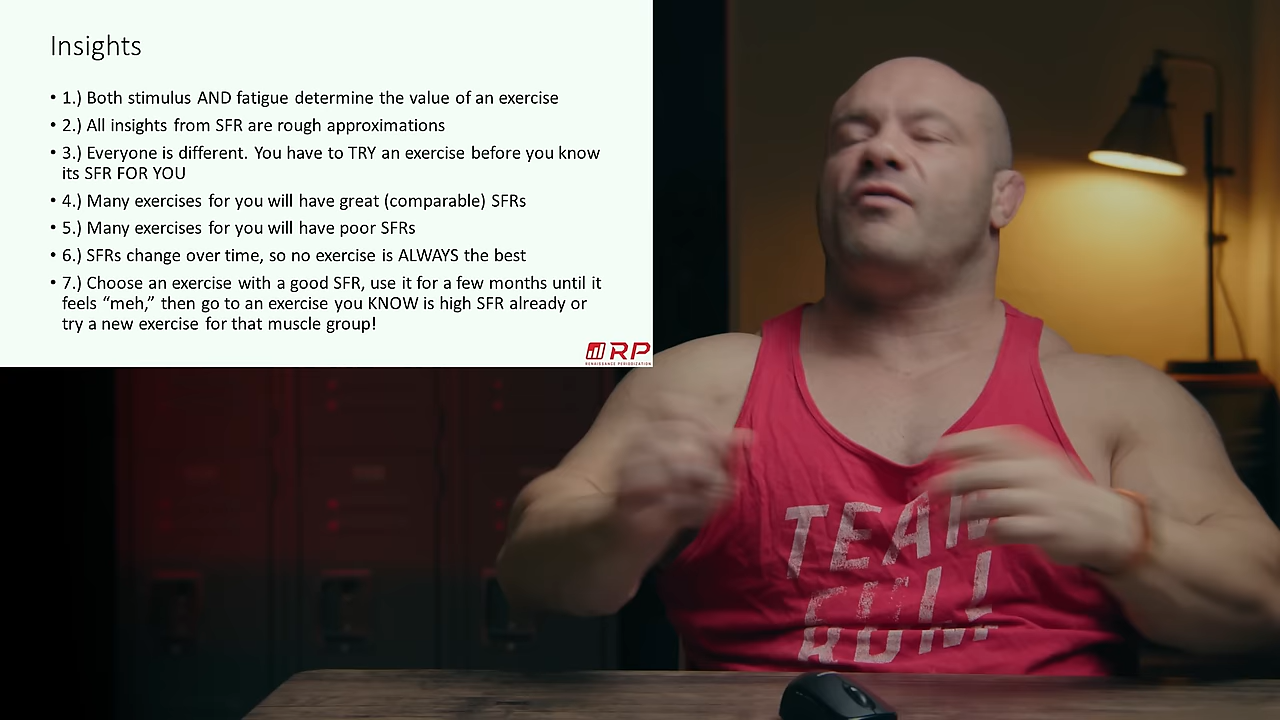 Insights
• 1.) Both stimulus AND fatigue determine the value of an exercise
• 2.) All insights from SFR are rough approximations
• 3.) Everyone is different. You have to TRY an exercise before you know
its SFR FOR YOU
• 4.) Many exercises for you will have great (comparable) SFRs
• 5.) Many exercises for you will have poor SFRs
• 6.) SFRs change over time, so no exercise is ALWAYS the best
• 7.) Choose an exercise with a good SFR, use it for a few months until it
feels “meh,” then go to an exercise you KNOW is high SFR already or
try a new exercise for that muscle group!
RP
RENAISSANCE PERIODIZATION
TEAM
FULL
ROM